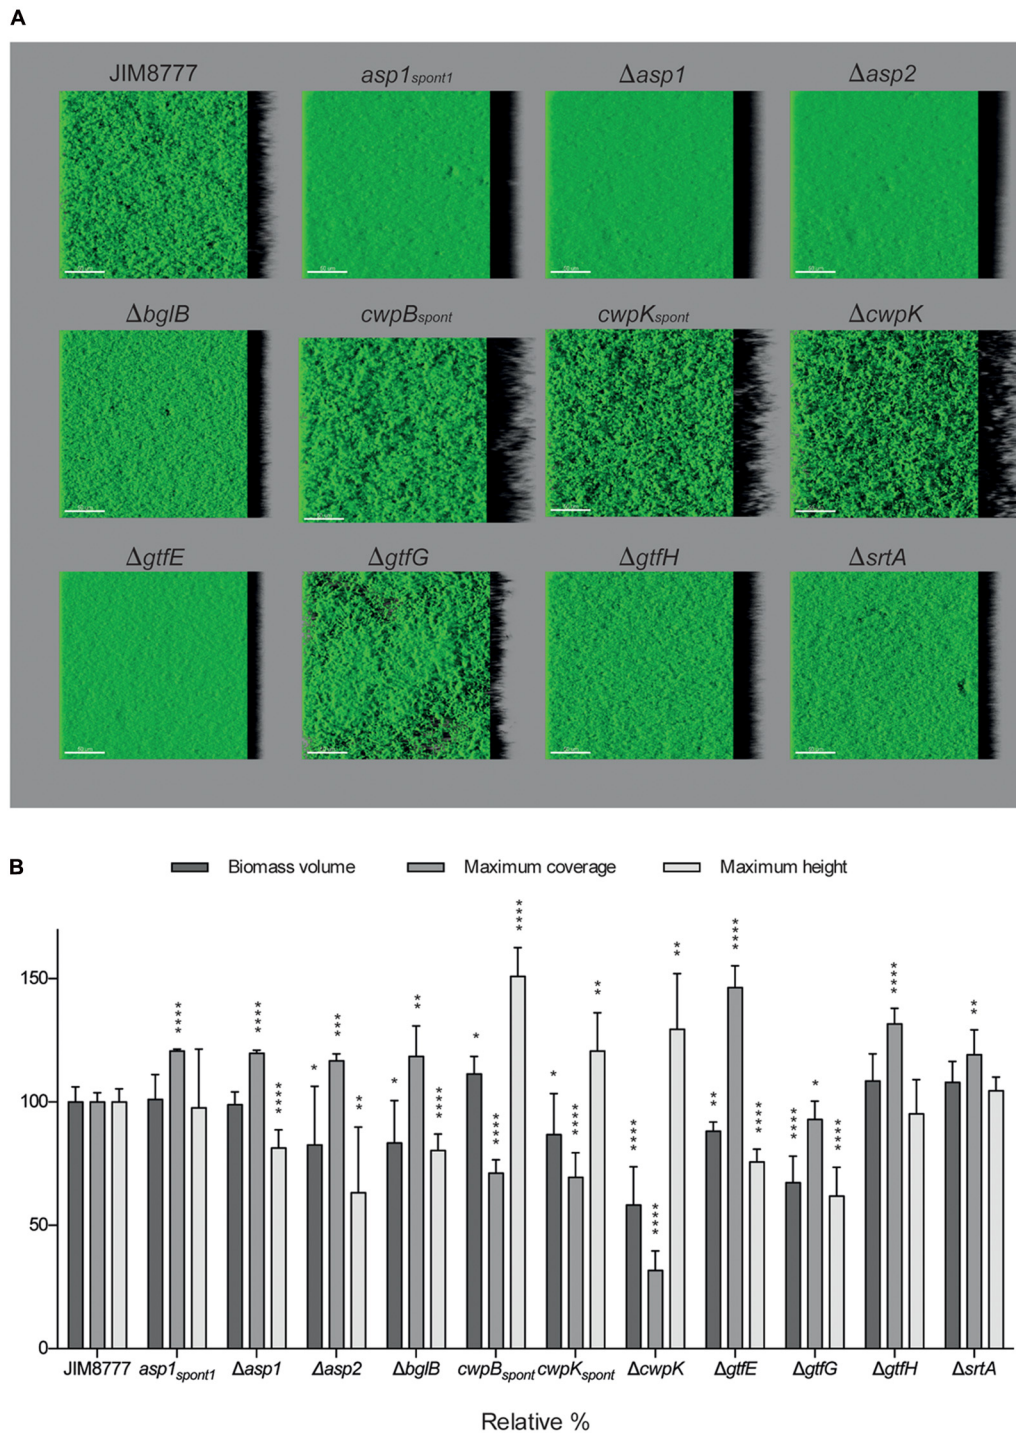 A
JIM8777 asp1spont1 Δasp1 Δasp2
ΔbglB cwpBspont cwpKspont ΔcwpK
ΔgtfE ΔgtfG ΔgtfH ΔsrtA
B
Biomass volume Maximum coverage Maximum height
150
100
50
0
**** **** **** * *** ** * ** **** * **** **** * **** ** **** **** ** ** **** **** **** * **** **** **
JIM8777 asp1spont1 Δasp1 Δasp2 ΔbglB cwpBspont cwpKspont ΔcwpK ΔgtfE ΔgtfG ΔgtfH ΔsrtA
Relative %